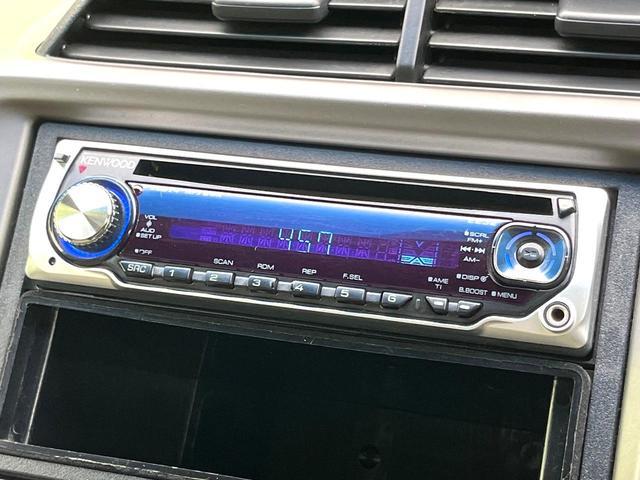 KENWOOD
VOL
AUD
SET UP
OFF
SRC
SCAN
RDM
REP
F.SEL
1 2 3 4 5 6
AME
TI
SCRL
FM+
AM-
DISP
B.BOOST
MENU